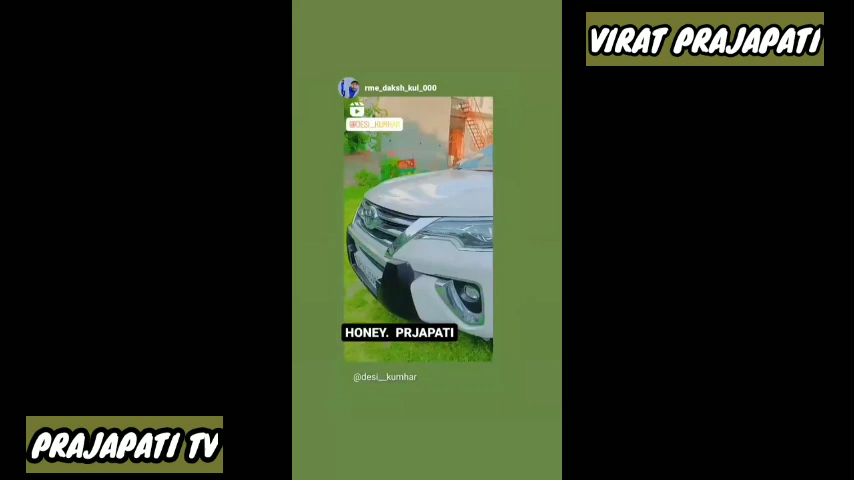 VIRAT PRAJAPATI
rme_daksh_kul_000
@DESI_KUMHAR
HONEY. PRJAPATI
@desi__kumhar
PRAJAPATI TV